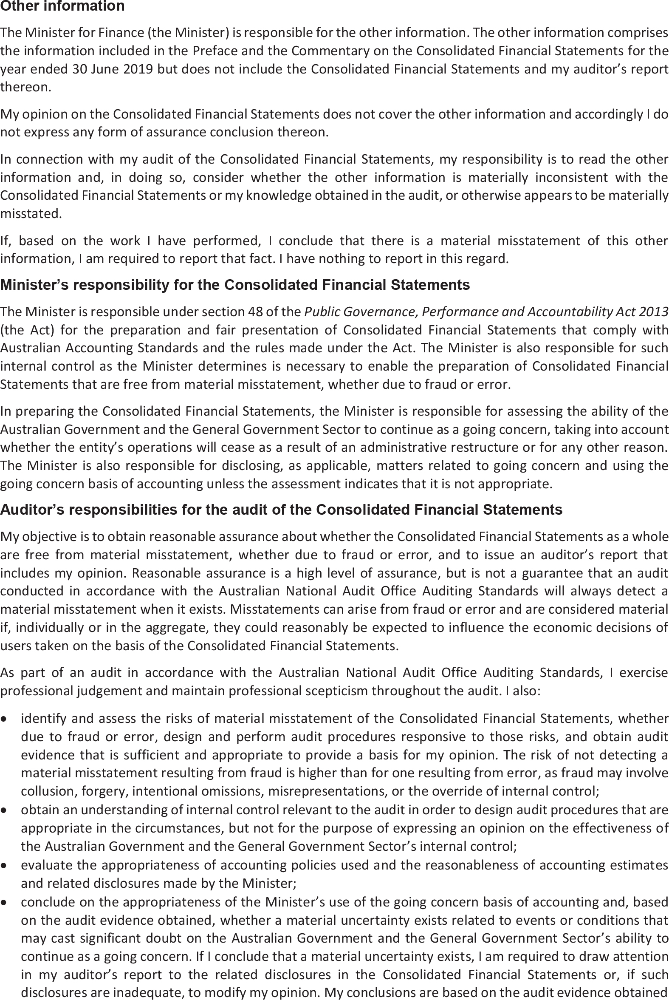 Other information
The Minister for Finance (the Minister) is responsible for the other information. The other information comprises
the information included in the Preface and the Commentary on the Consolidated Financial Statements for the
year ended 30 June 2019 but does not include the Consolidated Financial Statements and my auditor’s report
thereon.
My opinion on the Consolidated Financial Statements does not cover the other information and accordingly I do
not express any form of assurance conclusion thereon.
In connection with my audit of the Consolidated Financial Statements, my responsibility is to read the other
information and, in doing so, consider whether the other information is materially inconsistent with the
Consolidated Financial Statements or my knowledge obtained in the audit, or otherwise appears to be materially
misstated.
If, based on the work I have performed, I conclude that there is a material misstatement of this other
information, I am required to report that fact. I have nothing to report in this regard.
Minister’s responsibility for the Consolidated Financial Statements
The Minister is responsible under section 48 of the Public Governance, Performance and Accountability Act 2013
(the Act) for the preparation and fair presentation of Consolidated Financial Statements that comply with
Australian Accounting Standards and the rules made under the Act. The Minister is also responsible for such
internal control as the Minister determines is necessary to enable the preparation of Consolidated Financial
Statements that are free from material misstatement, whether due to fraud or error.
In preparing the Consolidated Financial Statements, the Minister is responsible for assessing the ability of the
Australian Government and the General Government Sector to continue as a going concern, taking into account
whether the entity’s operations will cease as a result of an administrative restructure or for any other reason.
The Minister is also responsible for disclosing, as applicable, matters related to going concern and using the
going concern basis of accounting unless the assessment indicates that it is not appropriate.
Auditor’s responsibilities for the audit of the Consolidated Financial Statements
My objective is to obtain reasonable assurance about whether the Consolidated Financial Statements as a whole
are free from material misstatement, whether due to fraud or error, and to issue an auditor’s report that
includes my opinion. Reasonable assurance is a high level of assurance, but is not a guarantee that an audit
conducted in accordance with the Australian National Audit Office Auditing Standards will always detect a
material misstatement when it exists. Misstatements can arise from fraud or error and are considered material
if, individually or in the aggregate, they could reasonably be expected to influence the economic decisions of
users taken on the basis of the Consolidated Financial Statements.
As part of an audit in accordance with the Australian National Audit Office Auditing Standards, I exercise
professional judgement and maintain professional scepticism throughout the audit. I also:
• identify and assess the risks of material misstatement of the Consolidated Financial Statements, whether
due to fraud or error, design and perform audit procedures responsive to those risks, and obtain audit
evidence that is sufficient and appropriate to provide a basis for my opinion. The risk of not detecting a
material misstatement resulting from fraud is higher than for one resulting from error, as fraud may involve
collusion, forgery, intentional omissions, misrepresentations, or the override of internal control;
• obtain an understanding of internal control relevant to the audit in order to design audit procedures that are
appropriate in the circumstances, but not for the purpose of expressing an opinion on the effectiveness of
the Australian Government and the General Government Sector’s internal control;
• evaluate the appropriateness of accounting policies used and the reasonableness of accounting estimates
and related disclosures made by the Minister;
• conclude on the appropriateness of the Minister’s use of the going concern basis of accounting and, based
on the audit evidence obtained, whether a material uncertainty exists related to events or conditions that
may cast significant doubt on the Australian Government and the General Government Sector’s ability to
continue as a going concern. If I conclude that a material uncertainty exists, I am required to draw attention
in my auditor’s report to the related disclosures in the Consolidated Financial Statements or, if such
disclosures are inadequate, to modify my opinion. My conclusions are based on the audit evidence obtained